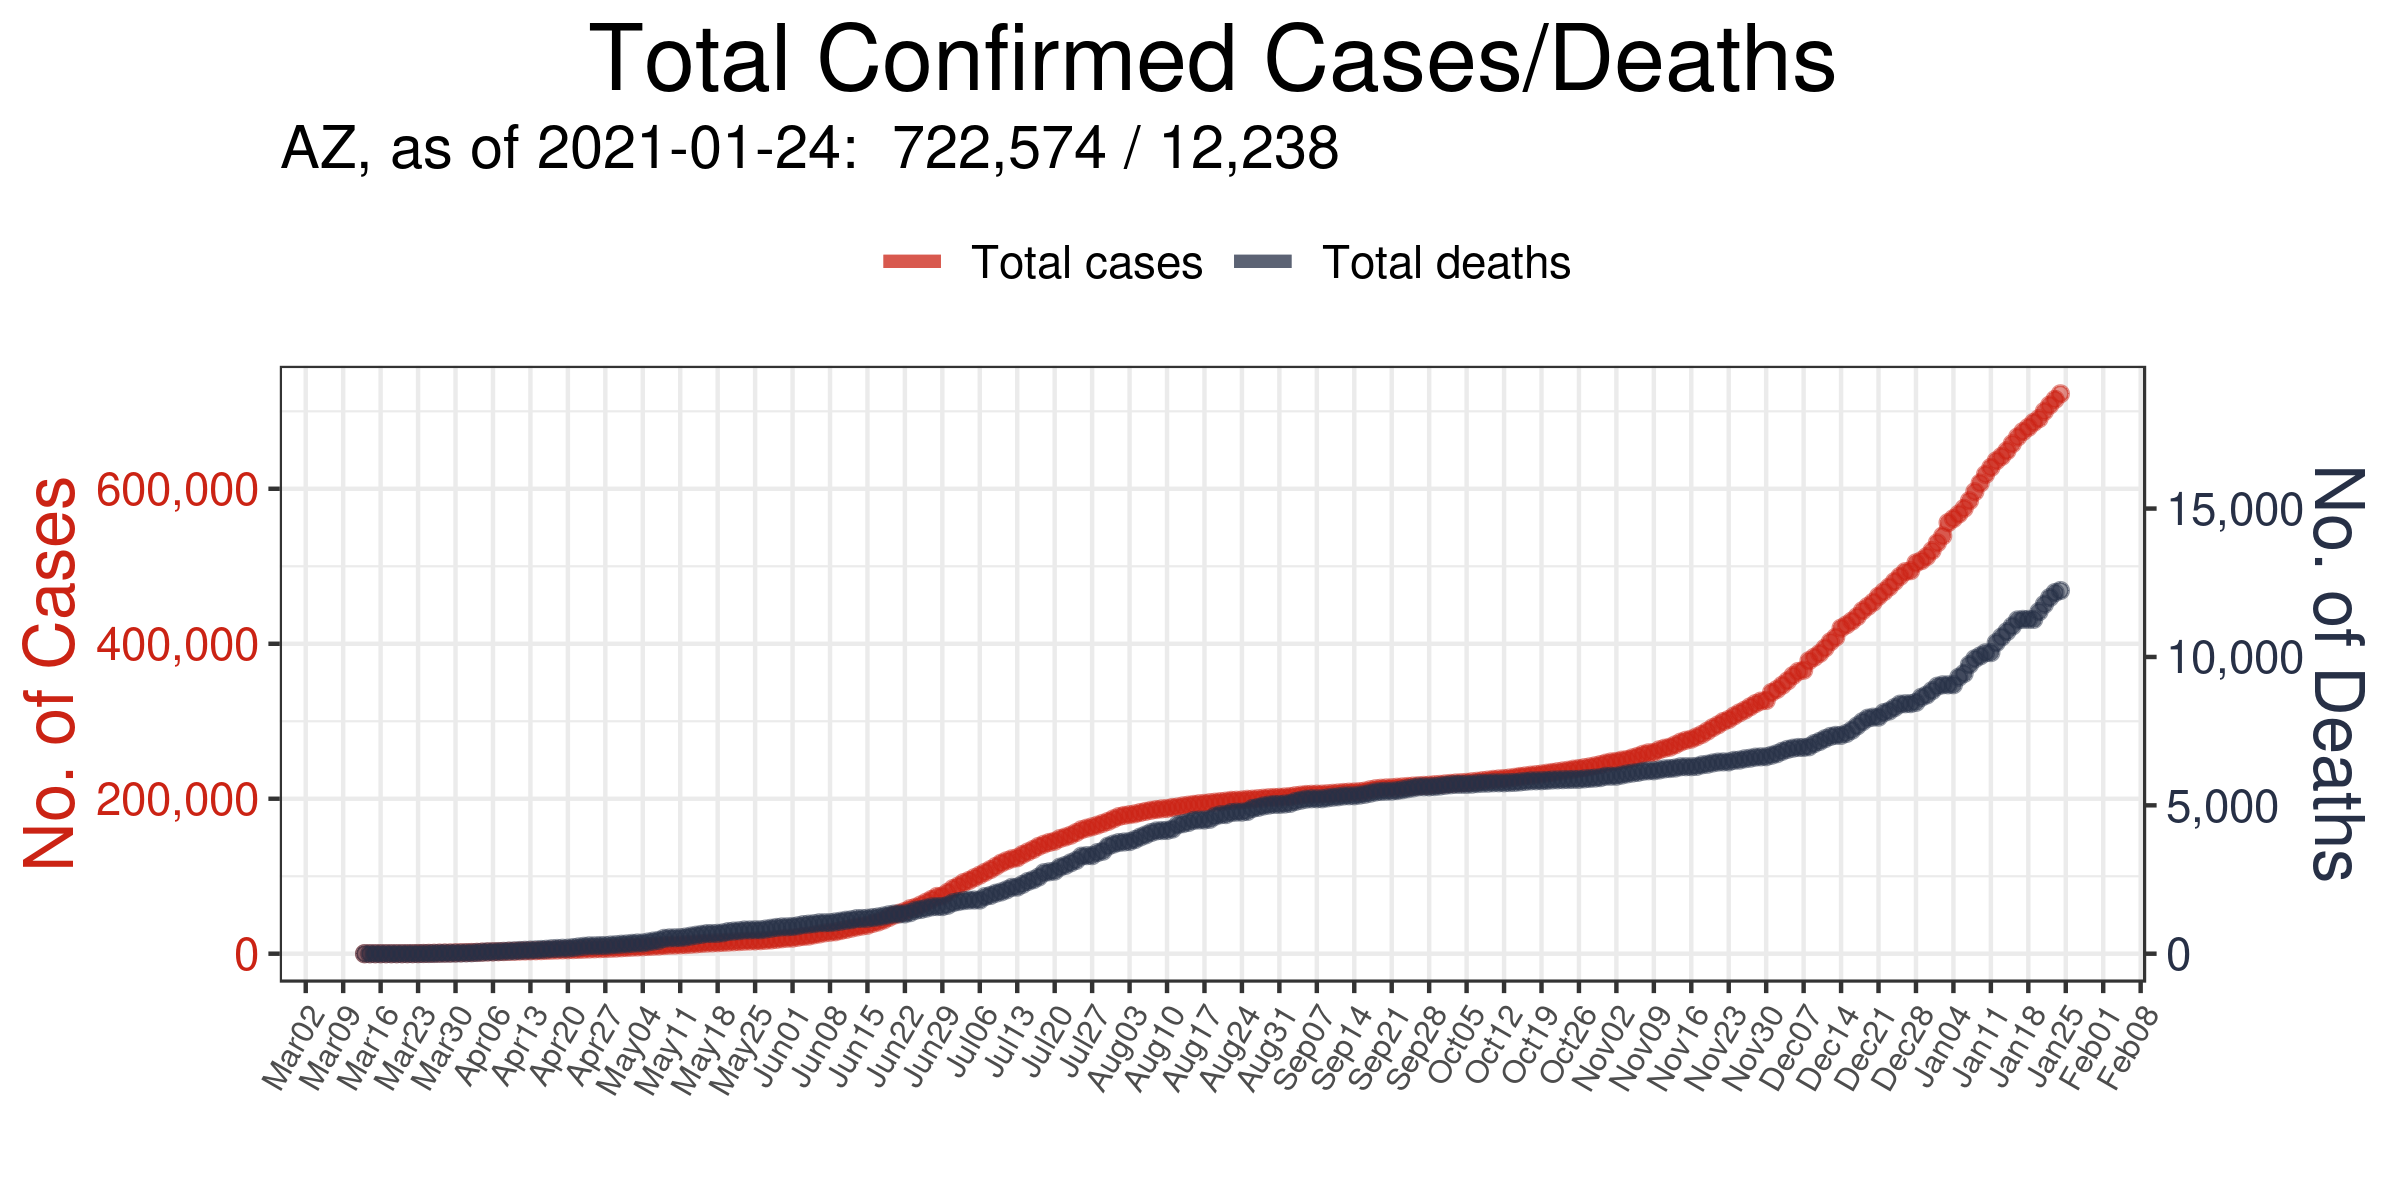 Total Confirmed Cases/Deaths
AZ, as of 2021-01-24:  722,574 / 12,238
Total cases
Total deaths
No. of Cases
600,000
400,000
200,000
0
15,000
10,000
5,000
0
No. of Deaths
Mar02
Mar09
Mar16
Mar23
Mar30
Apr06
Apr13
Apr20
Apr27
May04
May11
May18
May25
Jun01
Jun08
Jun15
Jun22
Jun29
Jul06
Jul13
Jul20
Jul27
Aug03
Aug10
Aug17
Aug24
Aug31
Sep07
Sep14
Sep21
Sep28
Oct05
Oct12
Oct19
Oct26
Nov02
Nov09
Nov16
Nov23
Nov30
Dec07
Dec14
Dec21
Dec28
Jan04
Jan11
Jan18
Jan25
Feb01
Feb08